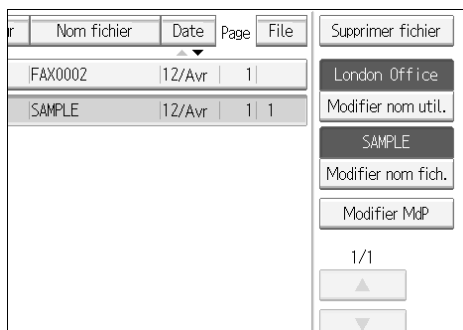 r Nom fichier Date Page File
FAX0002 12/Avr 1
SAMPLE 12/Avr 1 1
Supprimer fichier
London Office
Modifier nom util.
SAMPLE
Modifier nom fich.
Modifier MdP
1/1